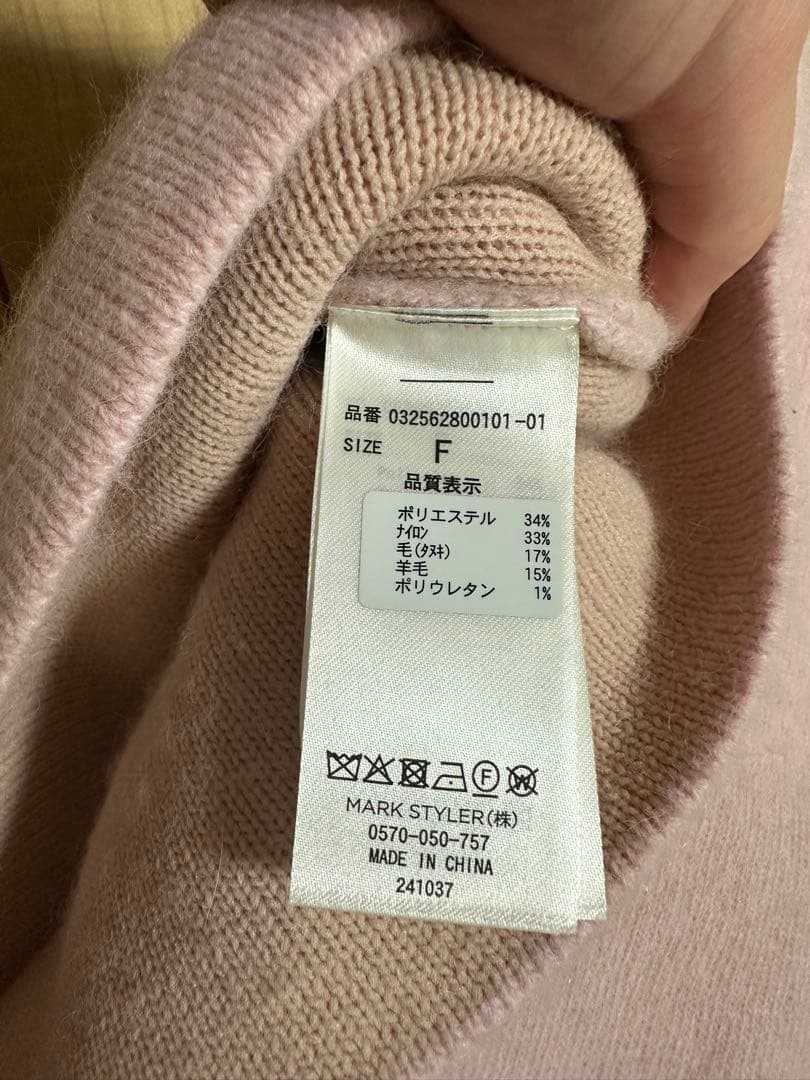 品番 032562800101-01
SIZE F
品質表示
ポリエステル 34%
ﾅｲﾛﾝ 33%
毛(ﾀﾇｷ) 17%
羊毛 15%
ポリウレタン 1%
F W
MARK STYLER(株)
0570-050-757
MADE IN CHINA
241037